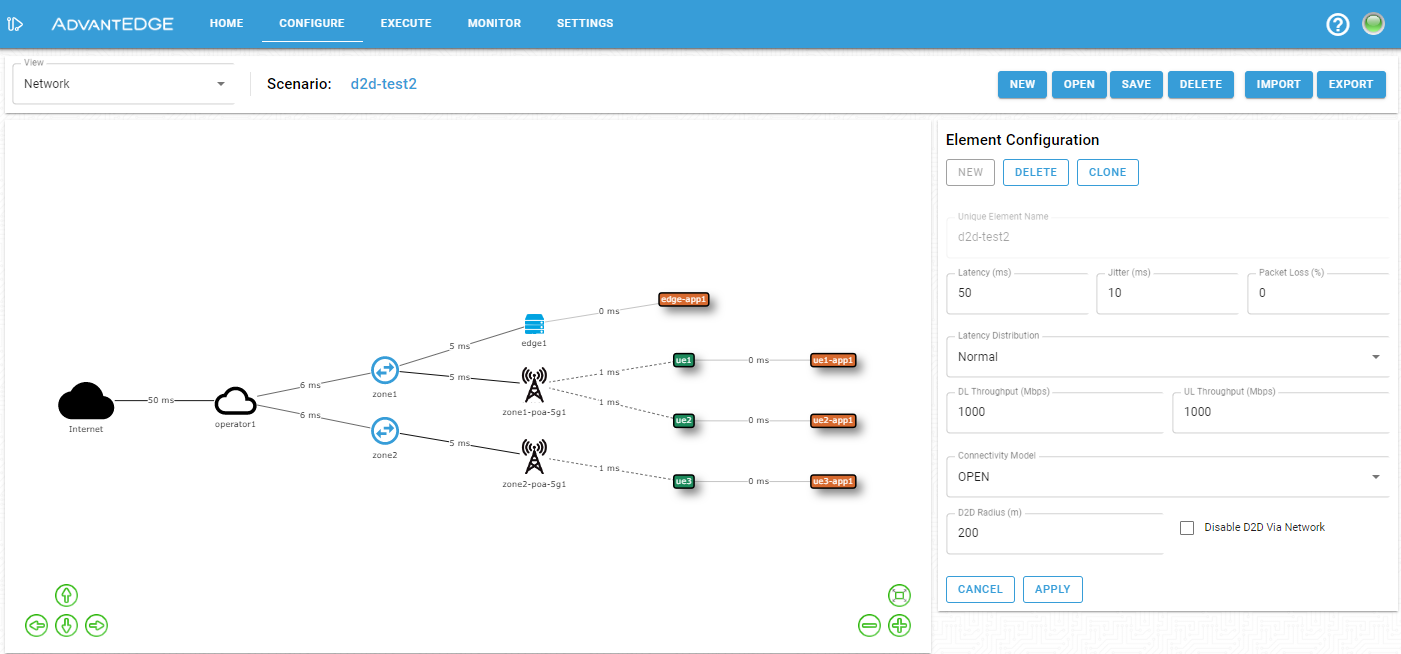 ADVANTEDGE HOME CONFIGURE EXECUTE MONITOR SETTINGS ?
View
Network
Scenario: d2d-test2
NEW OPEN SAVE DELETE IMPORT EXPORT
Internet
50 ms
operator1
6 ms
6 ms
zone1
zone2
5 ms
5 ms
5 ms
edge1
zone1-poa-5g1
zone2-poa-5g1
0 ms
edge-app1
1 ms
ue1
0 ms
ue1-app1
1 ms
ue2
0 ms
ue2-app1
1 ms
ue3
0 ms
ue3-app1
Element Configuration
NEW DELETE CLONE
Unique Element Name
d2d-test2
Latency (ms) Jitter (ms) Packet Loss (%)
50 10 0
Latency Distribution
Normal
DL Throughput (Mbps) UL Throughput (Mbps)
1000 1000
Connectivity Model
OPEN
D2D Radius (m)
200
Disable D2D Via Network
CANCEL APPLY